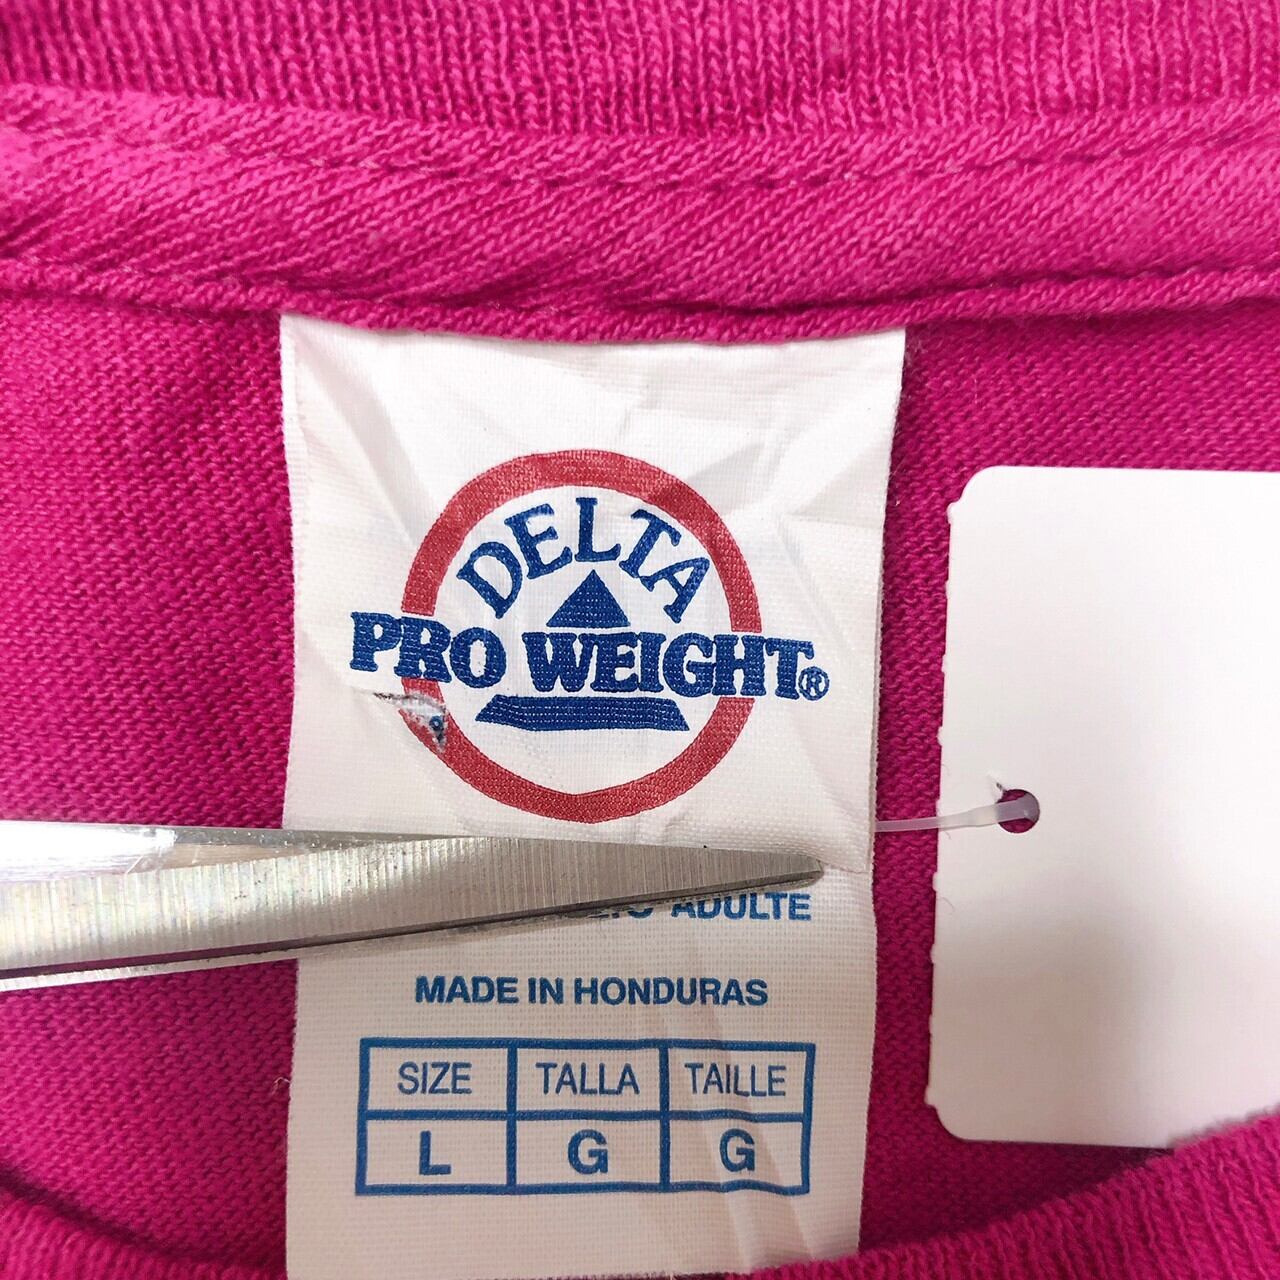 DELTA
PRO WEIGHT®
ADULTE
MADE IN HONDURAS
SIZE TALLA TAILLE
L G G